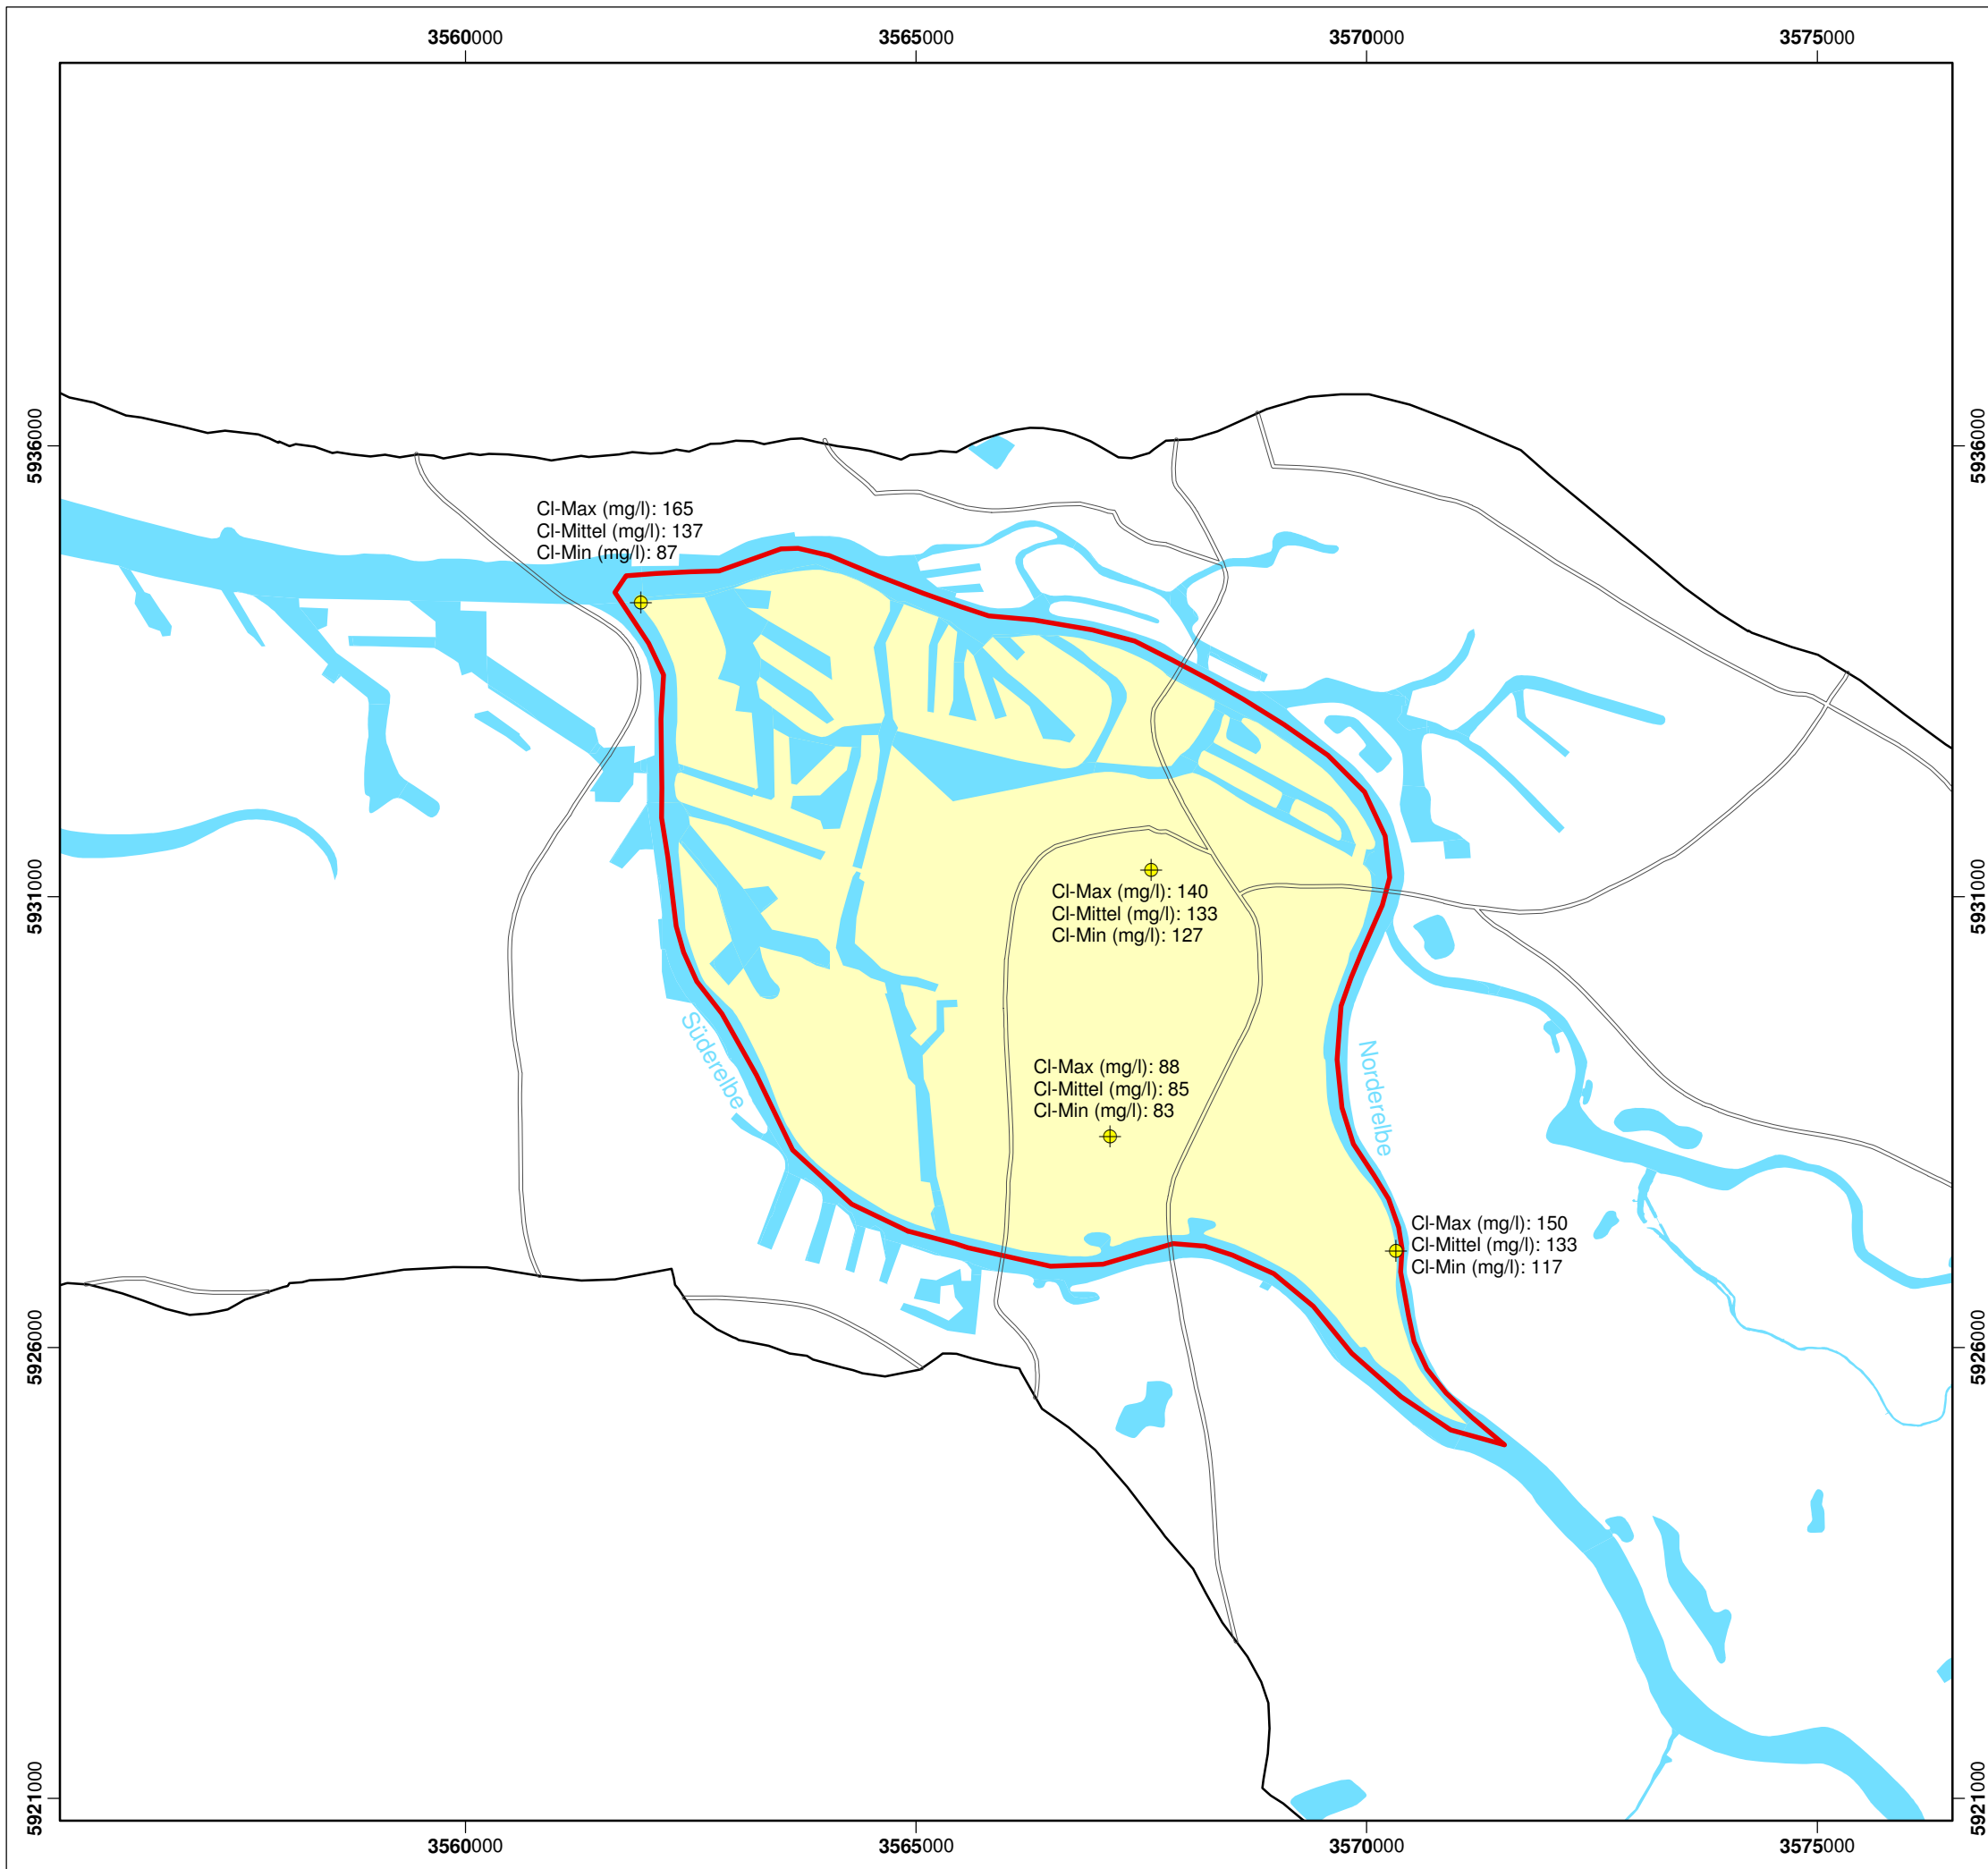 3560000
3565000
3570000
3575000
5936000
5936000
Cl-Max (mg/l): 165
Cl-Mittel (mg/l): 137
Cl-Min (mg/l): 87
5931000
5931000
Cl-Max (mg/l): 140
Cl-Mittel (mg/l): 133
Cl-Min (mg/l): 127
Süderelbe
Norderelbe
Cl-Max (mg/l): 88
Cl-Mittel (mg/l): 85
Cl-Min (mg/l): 83
Cl-Max (mg/l): 150
Cl-Mittel (mg/l): 133
Cl-Min (mg/l): 117
5926000
5926000
5921000
5921000
3560000
3565000
3570000
3575000